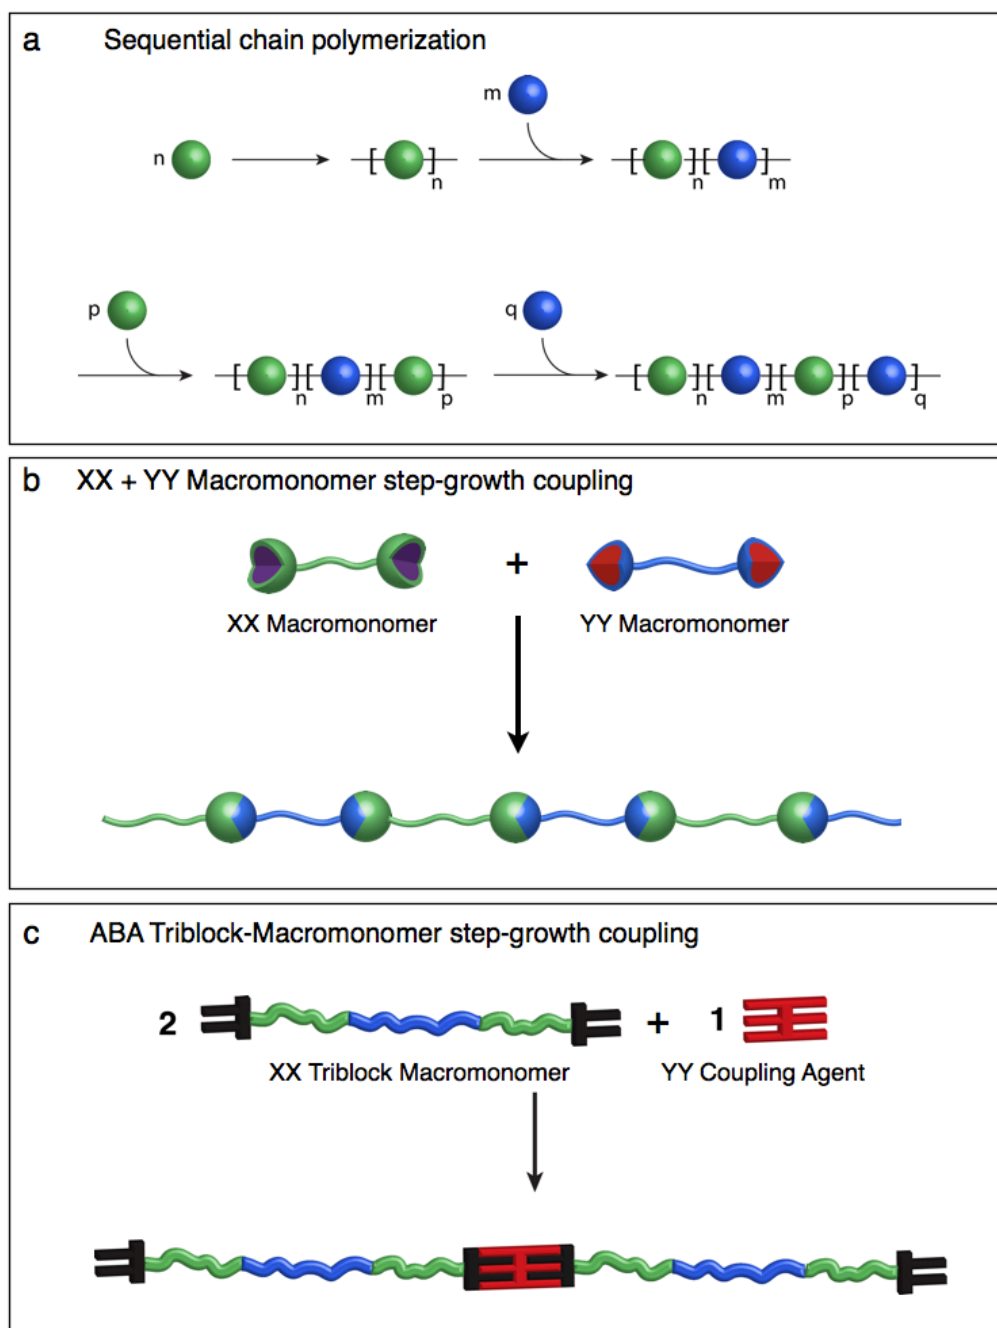 a Sequential chain polymerization
m
n [ ]n [ ][ ]m
n
p q
[ ][ ][ ] [ ][ ][ ][ ]
n m p n m p q
b XX + YY Macromonomer step-growth coupling
+
XX Macromonomer YY Macromonomer
c ABA Triblock-Macromonomer step-growth coupling
2 + 1
XX Triblock Macromonomer YY Coupling Agent